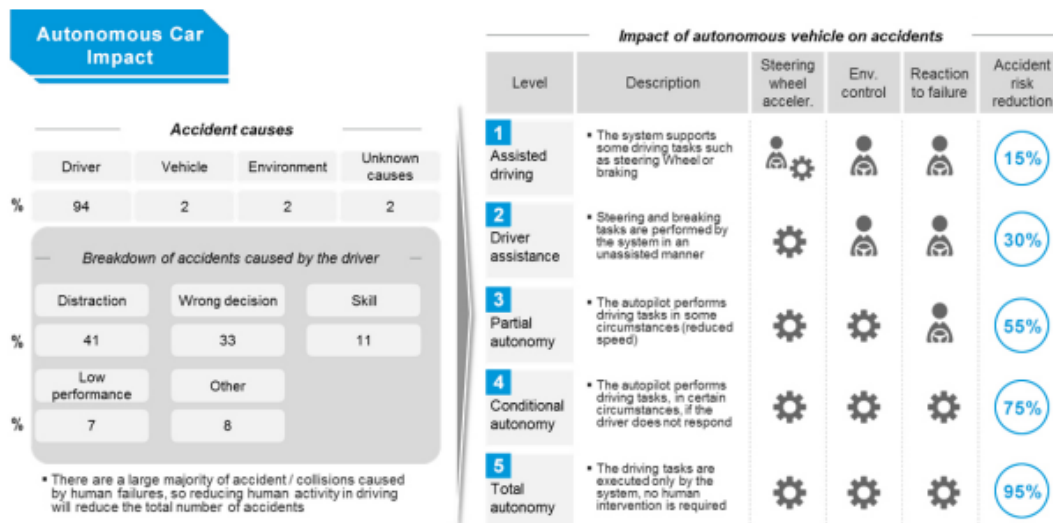 Autonomous Car
Impact
Accident causes
Driver
Vehicle
Environment
Unknown
causes
%
94
2
2
2
Breakdown of accidents caused by the driver
Distraction
Wrong decision
Skill
%
41
33
11
Low
performance
Other
%
7
8
▪ There are a large majority of accident / collisions caused
by human failures, so reducing human activity in driving
will reduce the total number of accidents
Impact of autonomous vehicle on accidents
Level
Description
Steering
wheel
acceler.
Env.
control
Reaction
to failure
Accident
risk
reduction
1
Assisted
driving
▪ The system supports
some driving tasks such
as steering Wheel or
braking
15%
2
Driver
assistance
▪ Steering and breaking
tasks are performed by
the system in an
unassisted manner
30%
3
Partial
autonomy
▪ The autopilot performs
driving tasks in some
circumstances (reduced
speed)
55%
4
Conditional
autonomy
▪ The autopilot performs
driving tasks, in certain
circumstances, if the
driver does not respond
75%
5
Total
autonomy
▪ The driving tasks are
executed only by the
system, no human
intervention is required
95%